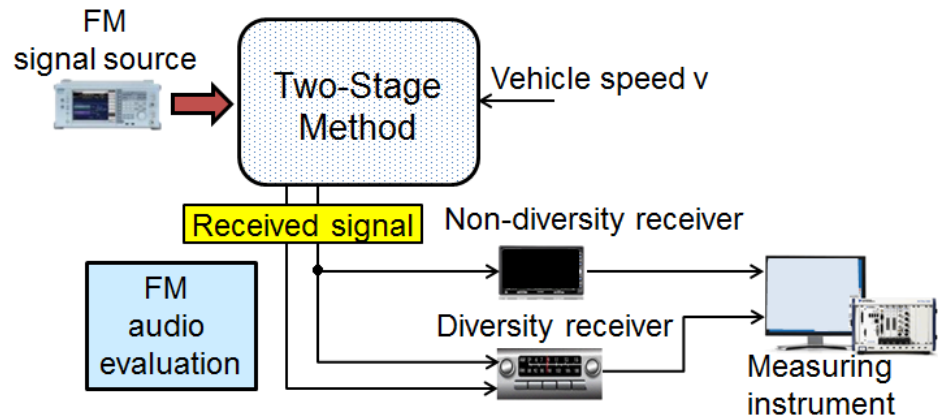 FM
signal source
Two-Stage
Method
Vehicle speed v
Received signal
Non-diversity receiver
FM
audio
evaluation
Diversity receiver
Measuring
instrument